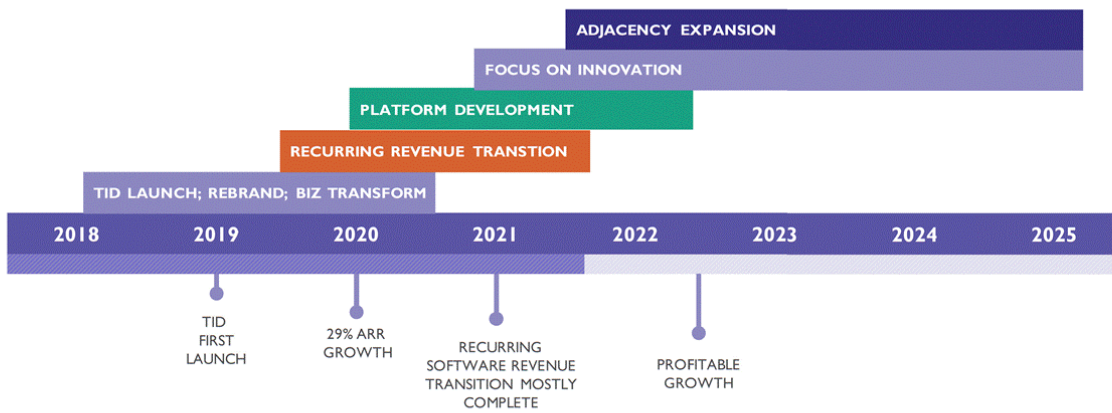 ADJACENCY EXPANSION
FOCUS ON INNOVATION
PLATFORM DEVELOPMENT
RECURRING REVENUE TRANSTION
TID LAUNCH; REBRAND; BIZ TRANSFORM
2018 2019 2020 2021 2022 2023 2024 2025
TID
FIRST
LAUNCH
29% ARR
GROWTH
RECURRING
SOFTWARE REVENUE
TRANSITION MOSTLY
COMPLETE
PROFITABLE
GROWTH